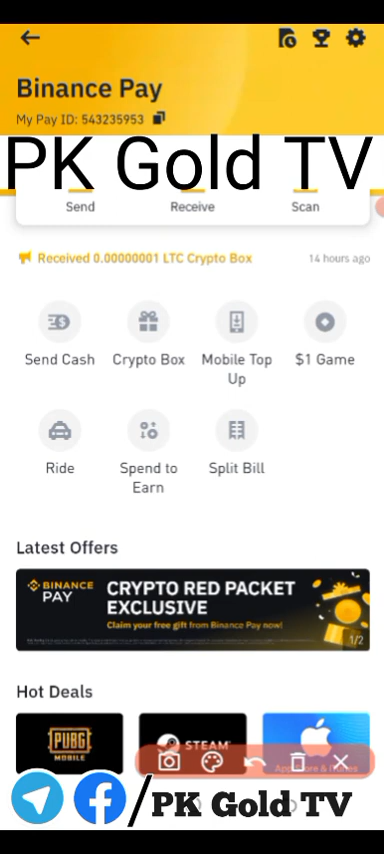 Binance Pay
My Pay ID: 543235953
PK Gold TV
Send Receive Scan
Received 0.00000001 LTC Crypto Box 14 hours ago
Send Cash Crypto Box Mobile Top Up $1 Game
Ride Spend to Earn Split Bill
Latest Offers
BINANCE PAY
CRYPTO RED PACKET
EXCLUSIVE
Claim your free gift from Binance Pay now!
1/2
Hot Deals
PUBG
MOBILE
STEAM
App Store & iTunes
/PK Gold TV